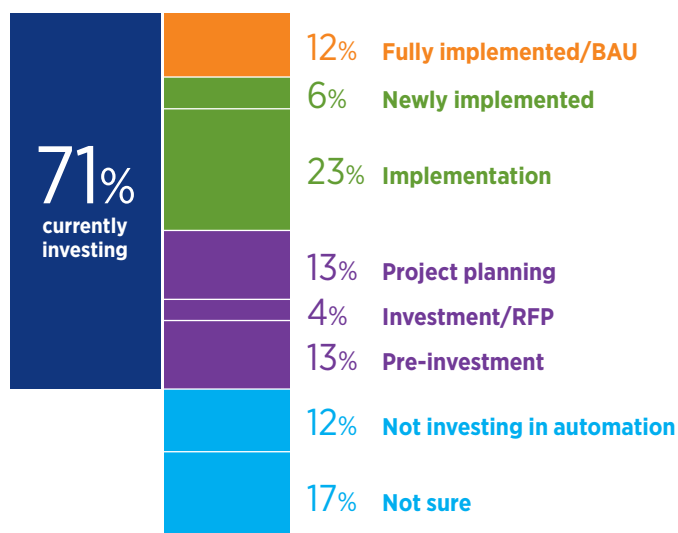 71%
currently
investing
12% Fully implemented/BAU
6% Newly implemented
23% Implementation
13% Project planning
4% Investment/RFP
13% Pre-investment
12% Not investing in automation
17% Not sure